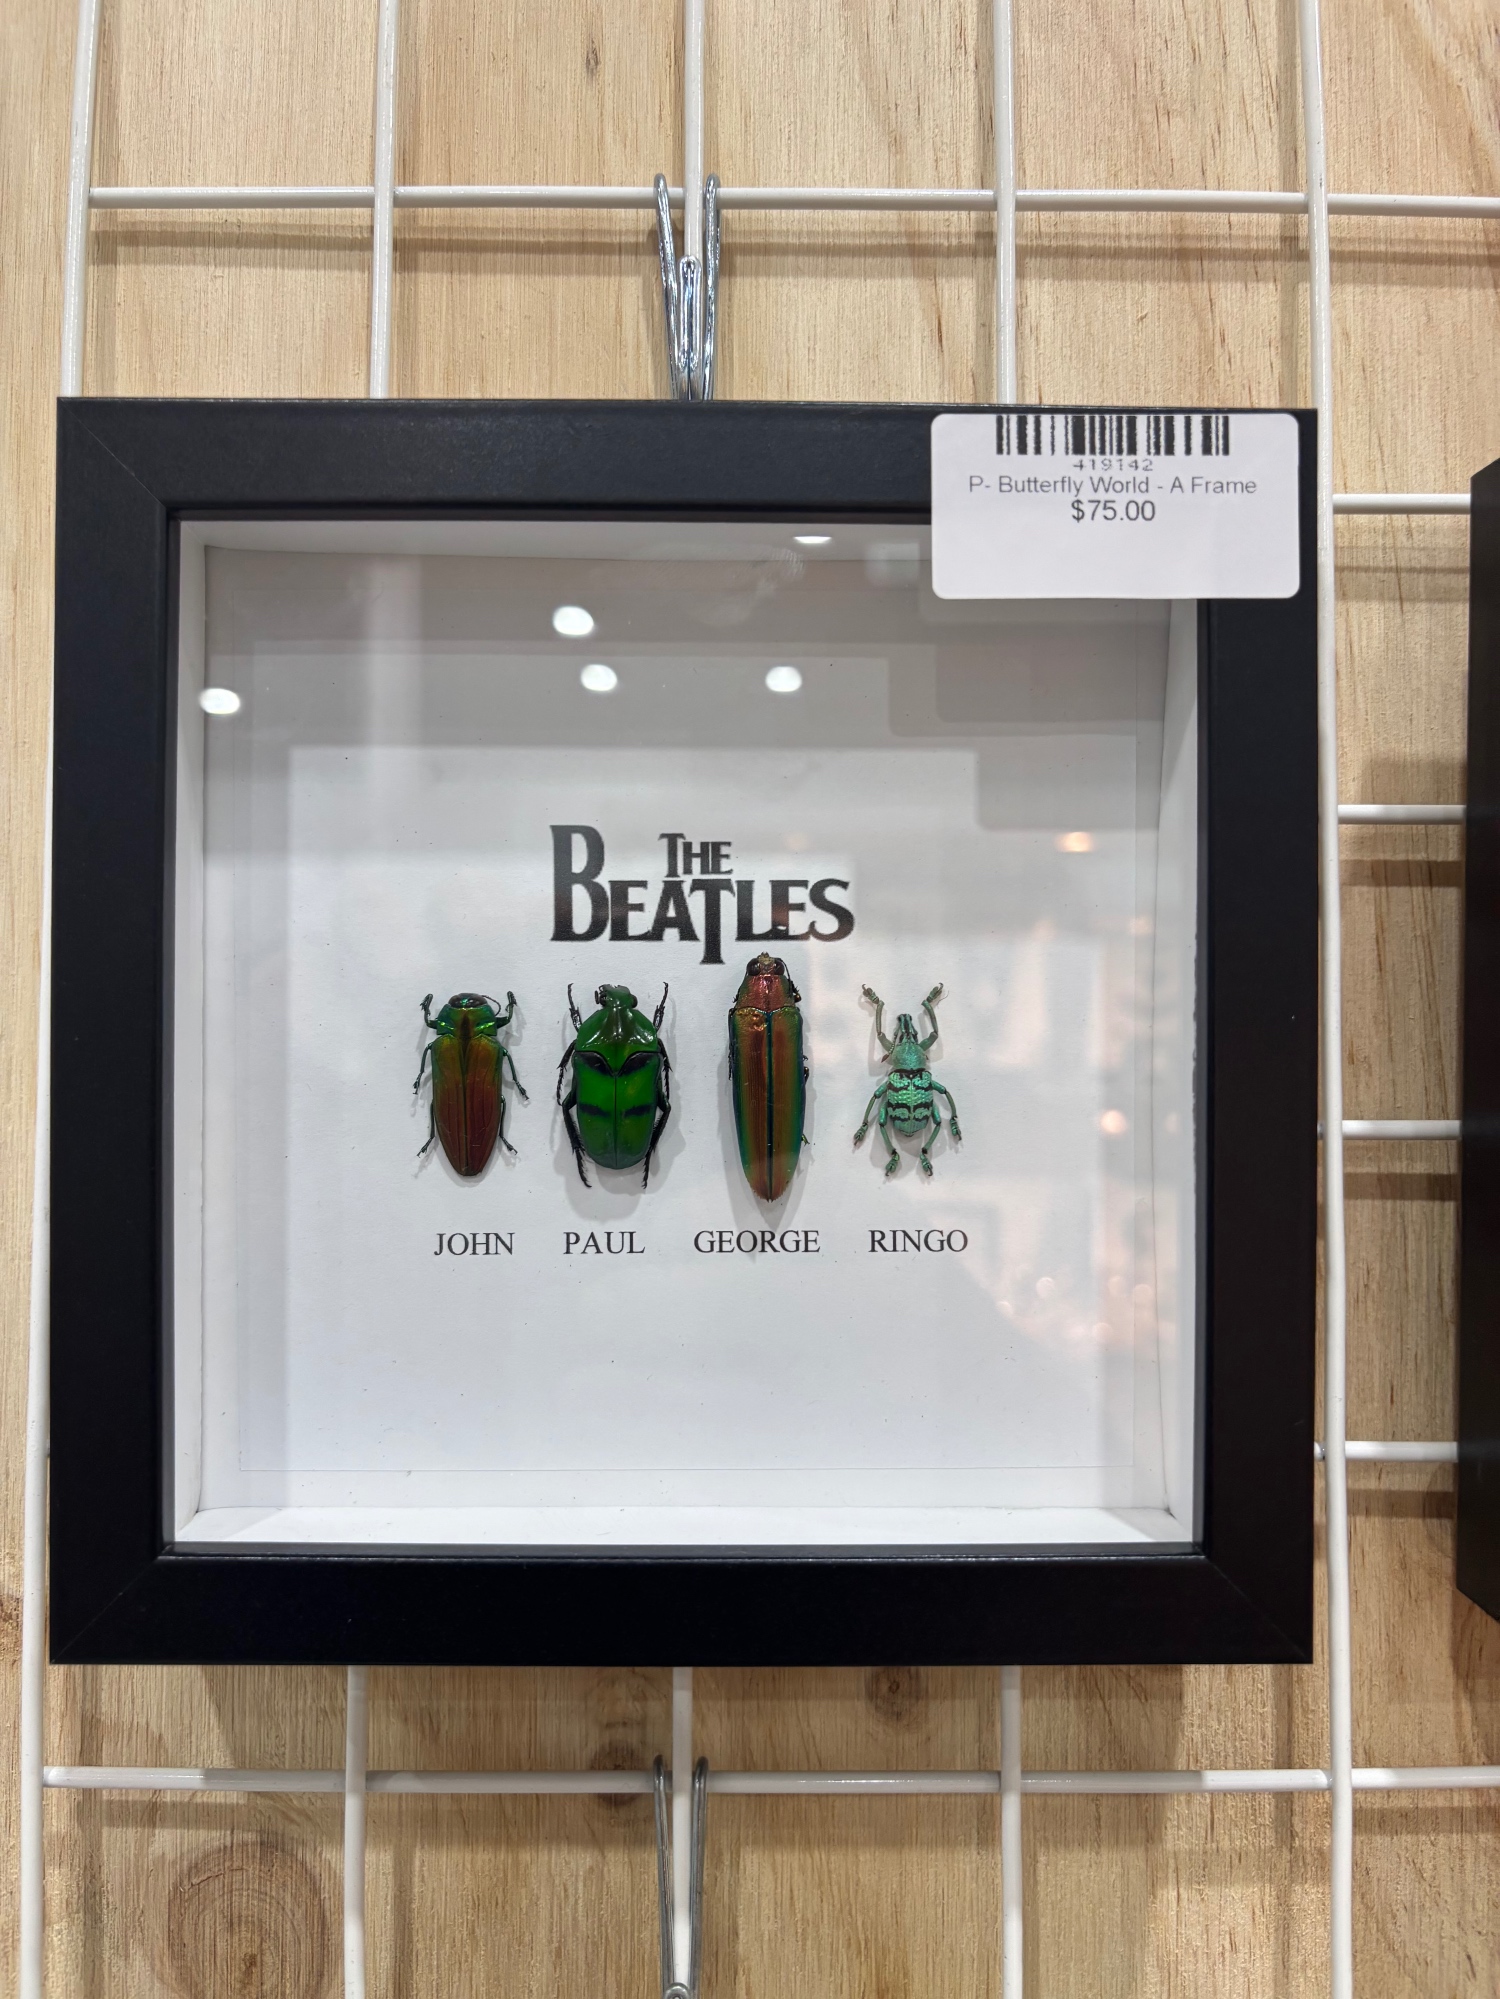 419142
P- Butterfly World - A Frame
$75.00
THE
BEATLES
JOHN PAUL GEORGE RINGO